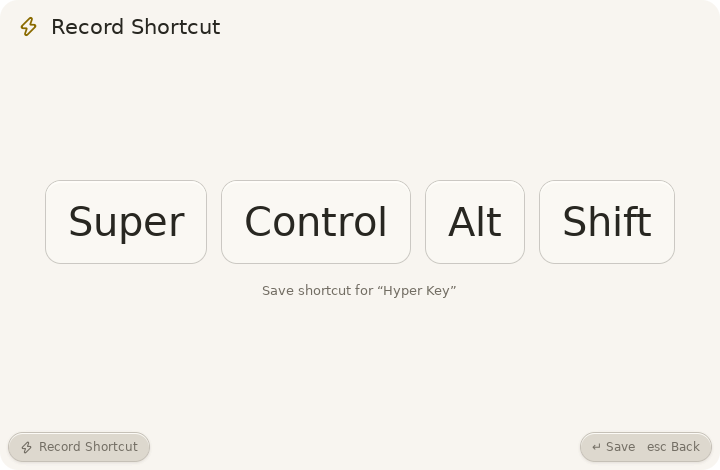 Record Shortcut
Super Control Alt Shift
Save shortcut for “Hyper Key”
Record Shortcut ↵ Save esc Back